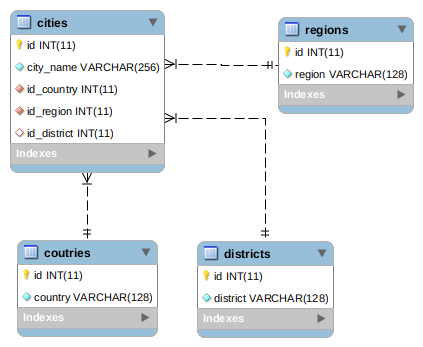 cities
id INT(11)
city_name VARCHAR(256)
id_country INT(11)
id_region INT(11)
id_district INT(11)
Indexes
regions
id INT(11)
region VARCHAR(128)
Indexes
coutries
id INT(11)
country VARCHAR(128)
Indexes
districts
id INT(11)
district VARCHAR(128)
Indexes